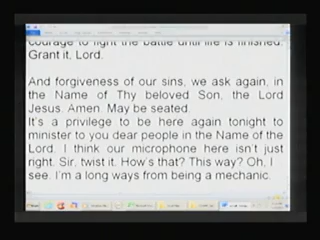 courage to fight the battle until life is finished.
Grant it, Lord.
And forgiveness of our sins, we ask again, in
the Name of Thy beloved Son, the Lord
Jesus. Amen. May be seated.
It's a privilege to be here again tonight to
minister to you dear people in the Name of the
Lord. I think our microphone here isn't just
right. Sir, twist it. How's that? This way? Oh, I
see. I'm a long ways from being a mechanic.